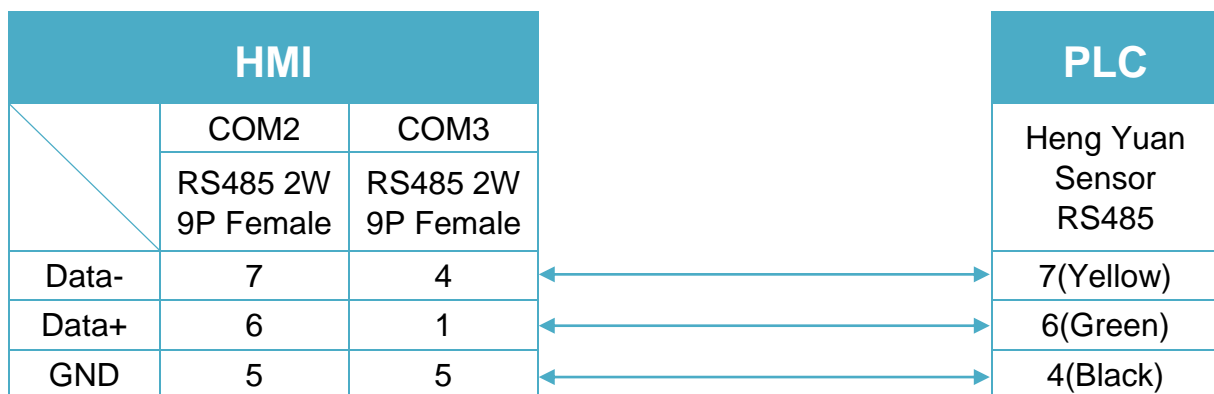 HMI
PLC
COM2
COM3
Heng Yuan
Sensor
RS485
RS485 2W
9P Female
RS485 2W
9P Female
Data-
7
4
7(Yellow)
Data+
6
1
6(Green)
GND
5
5
4(Black)